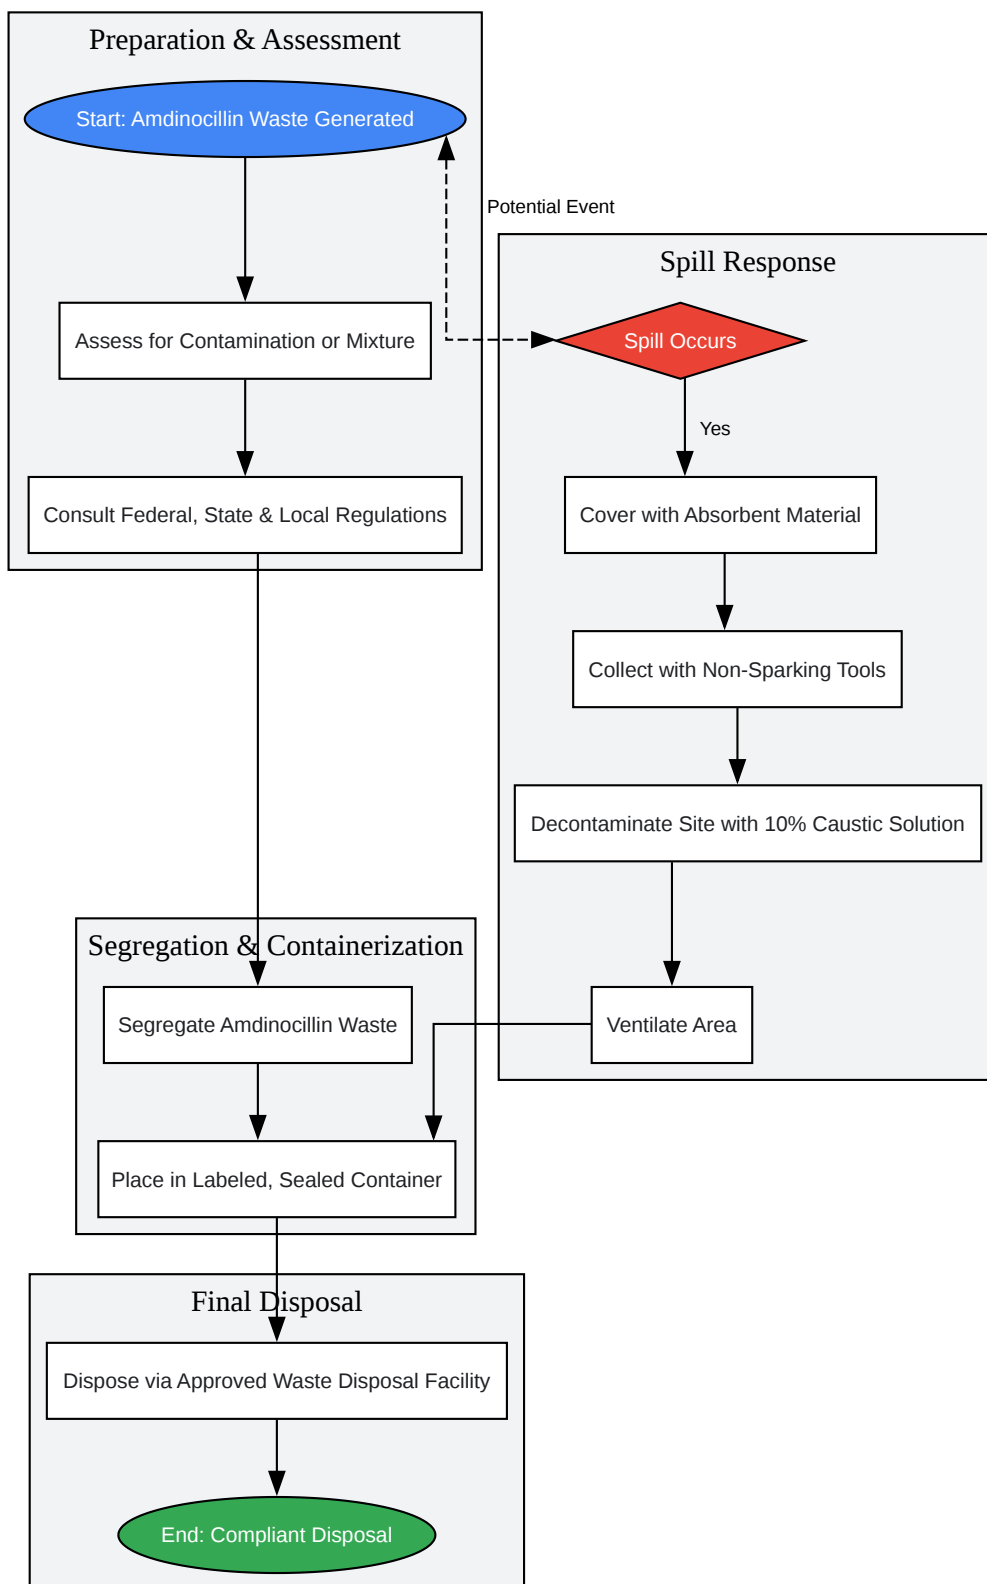 Preparation & Assessment
Start: Amdinocillin Waste Generated
Potential Event
Assess for Contamination or Mixture
Consult Federal, State & Local Regulations
Spill Response
Spill Occurs
Yes
Cover with Absorbent Material
Collect with Non-Sparking Tools
Decontaminate Site with 10% Caustic Solution
Ventilate Area
Segregation & Containerization
Segregate Amdinocillin Waste
Place in Labeled, Sealed Container
Final Disposal
Dispose via Approved Waste Disposal Facility
End: Compliant Disposal